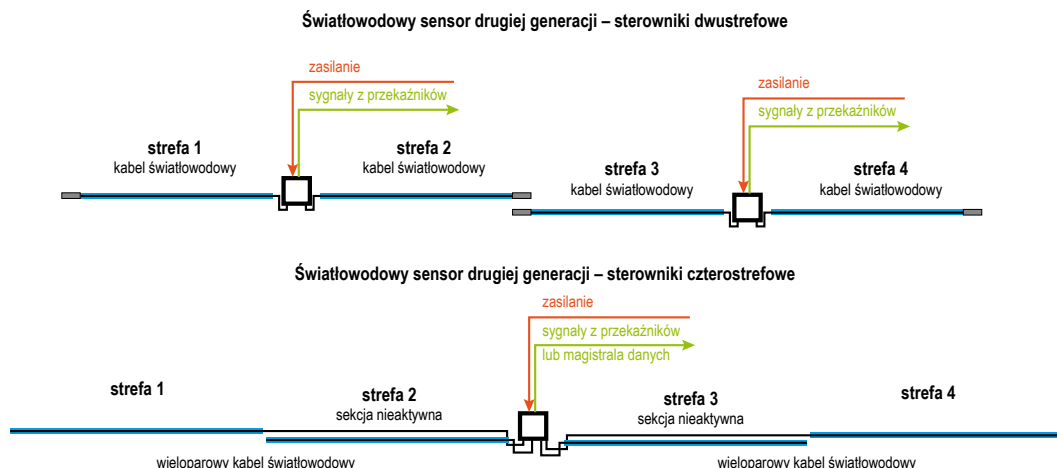 Światłowodowy sensor drugiej generacji – sterowniki dwustrefowe
zasilanie
sygnały z przekaźników
strefa 1
kabel światłowodowy
strefa 2
kabel światłowodowy
zasilanie
sygnały z przekaźników
strefa 3
kabel światłowodowy
strefa 4
kabel światłowodowy
Światłowodowy sensor drugiej generacji – sterowniki czterostrefowe
zasilanie
sygnały z przekaźników
lub magistrala danych
strefa 1
strefa 2
sekcja nieaktywna
strefa 3
sekcja nieaktywna
strefa 4
wieloparowy kabel światłowodowy
wieloparowy kabel światłowodowy